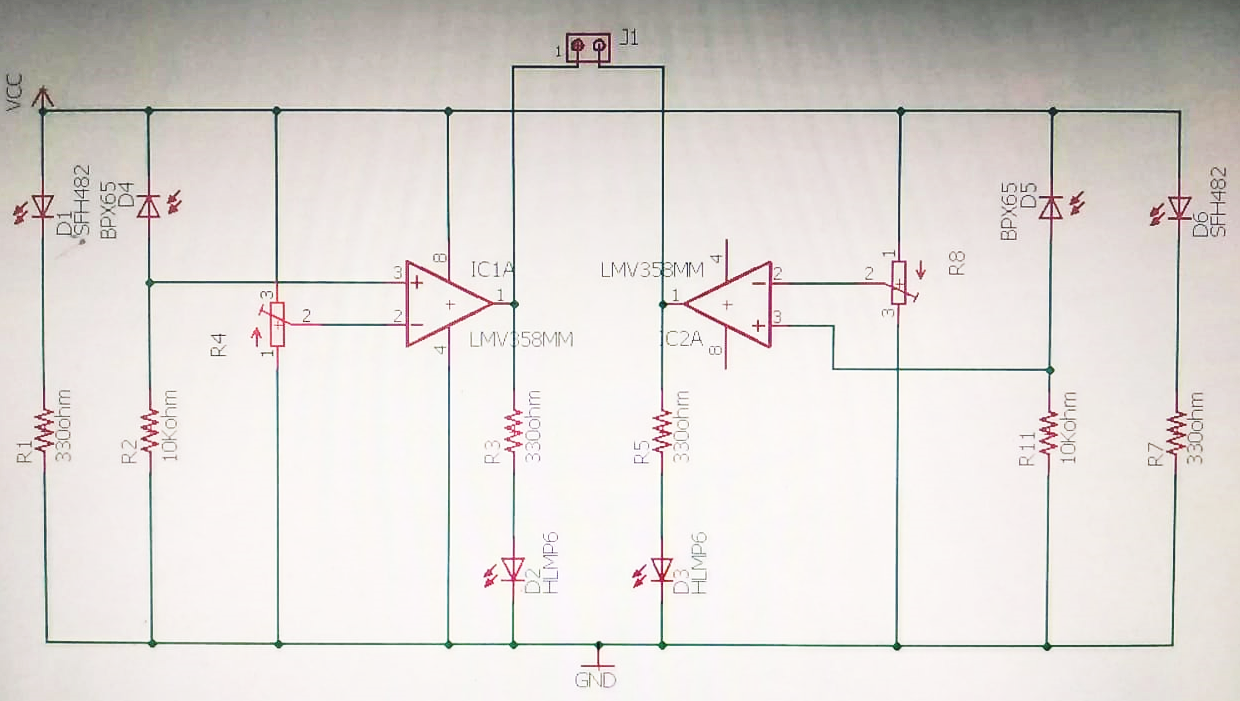 J1
1
VCC
D1
SFH482
BPX65
D4
BPX65
D5
D6
SFH482
3
8
IC1A
1
2
4
LMV358MM
LMV358MM
4
2
1
3
IC2A
8
R4
3
2
1
R8
1
2
3
R1
330ohm
R2
10Kohm
R3
330ohm
R5
330ohm
R11
10Kohm
R7
330ohm
D2
HLMP6
D3
HLMP6
GND